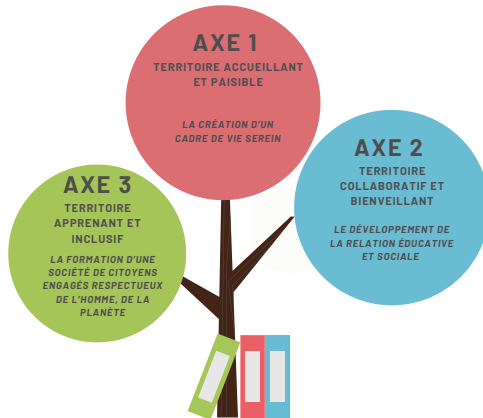 AXE 1
TERRITOIRE ACCUEILLANT
ET PAISIBLE
LA CRÉATION D'UN
CADRE DE VIE SEREIN
AXE 2
TERRITOIRE
COLLABORATIF ET
BIENVEILLANT
LE DÉVELOPPEMENT DE
LA RELATION ÉDUCATIVE
ET SOCIALE
AXE 3
TERRITOIRE
APPRENANT ET
INCLUSIF
LA FORMATION D'UNE
SOCIÉTÉ DE CITOYENS
ENGAGÉS RESPECTUEUX
DE L'HOMME, DE LA
PLANÈTE